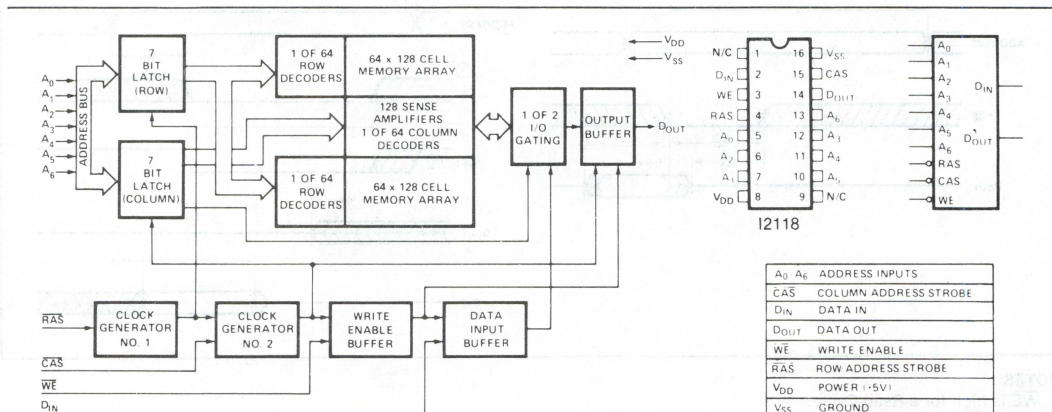 A0
A1
A2
A3
A4
A5
A6
ADDRESS BUS
7
BIT
LATCH
(ROW)
7
BIT
LATCH
(COLUMN)
1 OF 64
ROW
DECODERS
64 x 128 CELL
MEMORY ARRAY
128 SENSE
AMPLIFIERS
1 OF 64 COLUMN
DECODERS
1 OF 64
ROW
DECODERS
64 x 128 CELL
MEMORY ARRAY
1 OF 2
I/O
GATING
OUTPUT
BUFFER
DOUT
VDD
VSS
RAS
CAS
WE
DIN
CLOCK
GENERATOR
NO. 1
CLOCK
GENERATOR
NO. 2
WRITE
ENABLE
BUFFER
DATA
INPUT
BUFFER
N/C 1 16 VSS
DIN 2 15 CAS
WE 3 14 DOUT
RAS 4 13 A6
A0 5 12 A3
A2 6 11 A4
A1 7 10 A5
VDD 8 9 N/C
I2118
A0
A1
A2
A3
A4
A5
A6
RAS
CAS
WE
DIN
DOUT
A0-A6 ADDRESS INPUTS
CAS COLUMN ADDRESS STROBE
DIN DATA IN
DOUT DATA OUT
WE WRITE ENABLE
RAS ROW ADDRESS STROBE
VDD POWER (+5V)
VSS GROUND